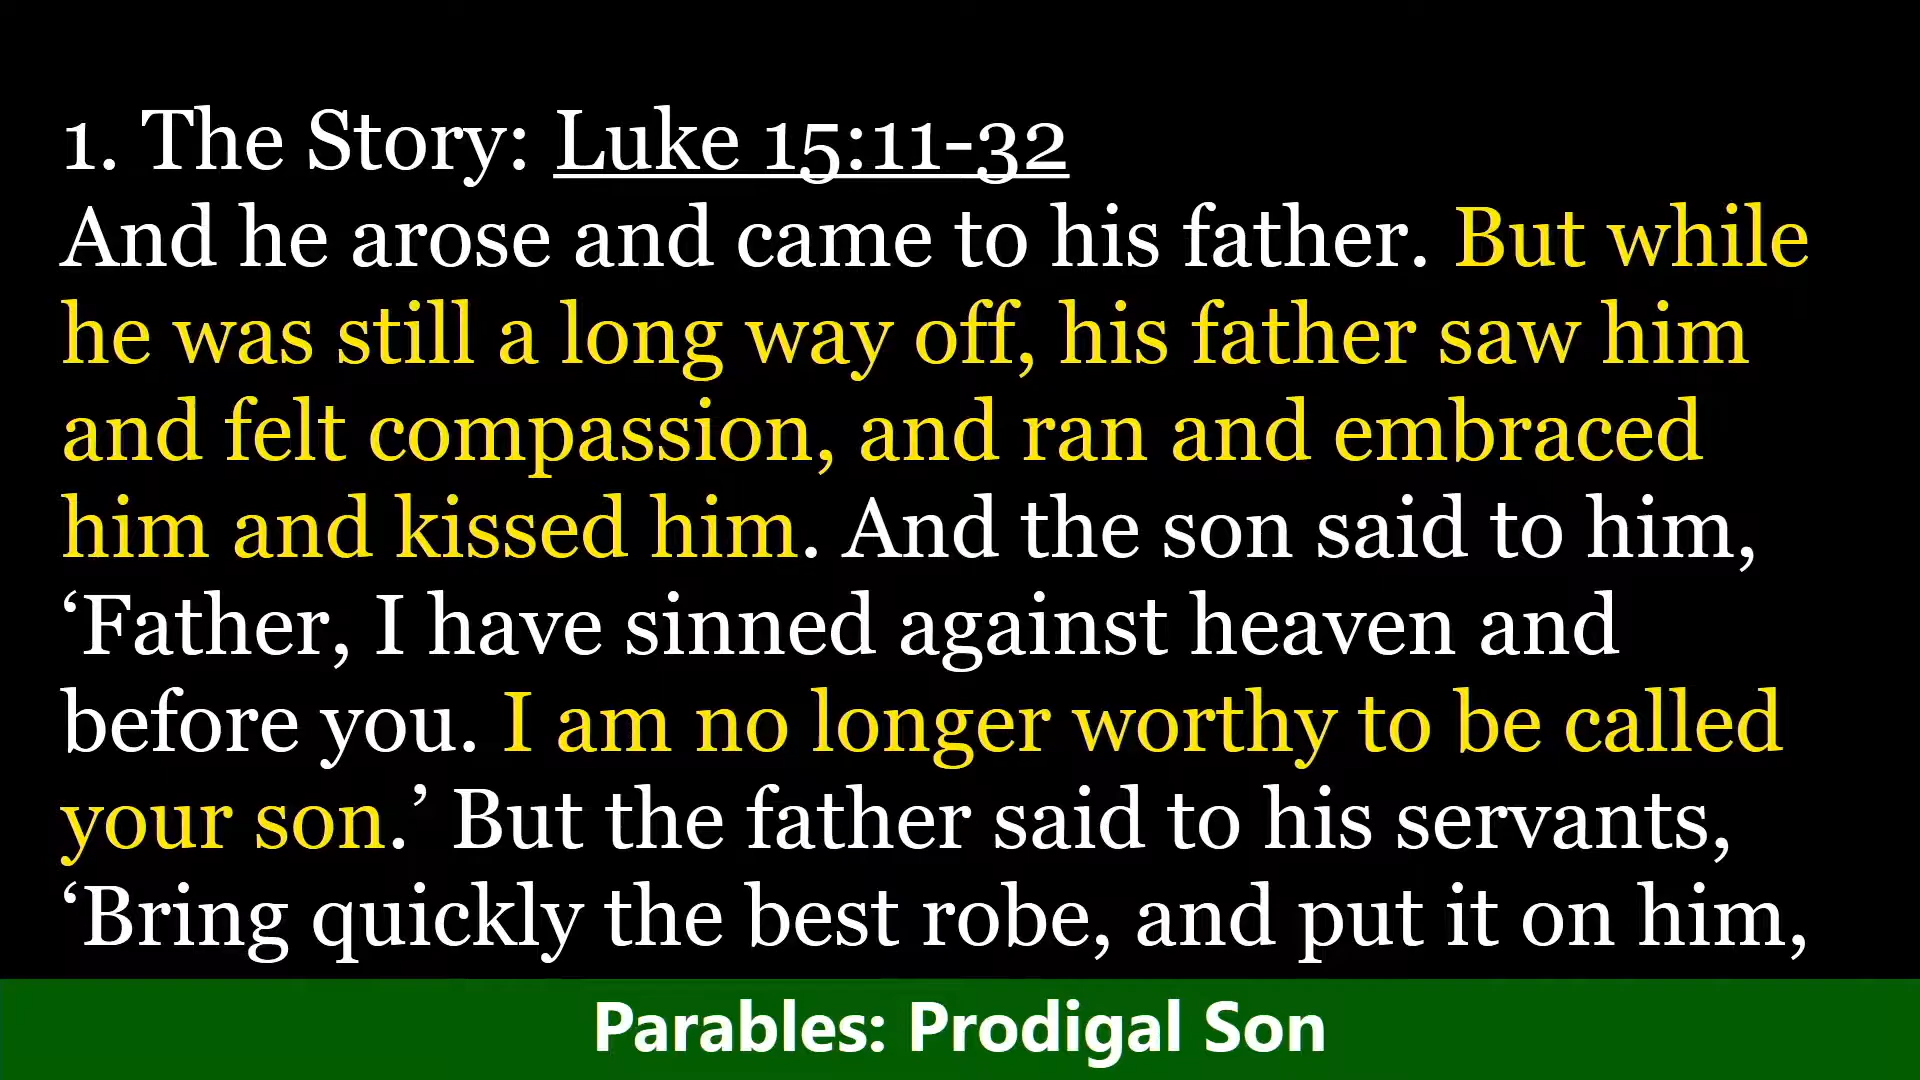 1. The Story: Luke 15:11-32
And he arose and came to his father. But while
he was still a long way off, his father saw him
and felt compassion, and ran and embraced
him and kissed him. And the son said to him,
‘Father, I have sinned against heaven and
before you. I am no longer worthy to be called
your son.’ But the father said to his servants,
‘Bring quickly the best robe, and put it on him,
Parables: Prodigal Son